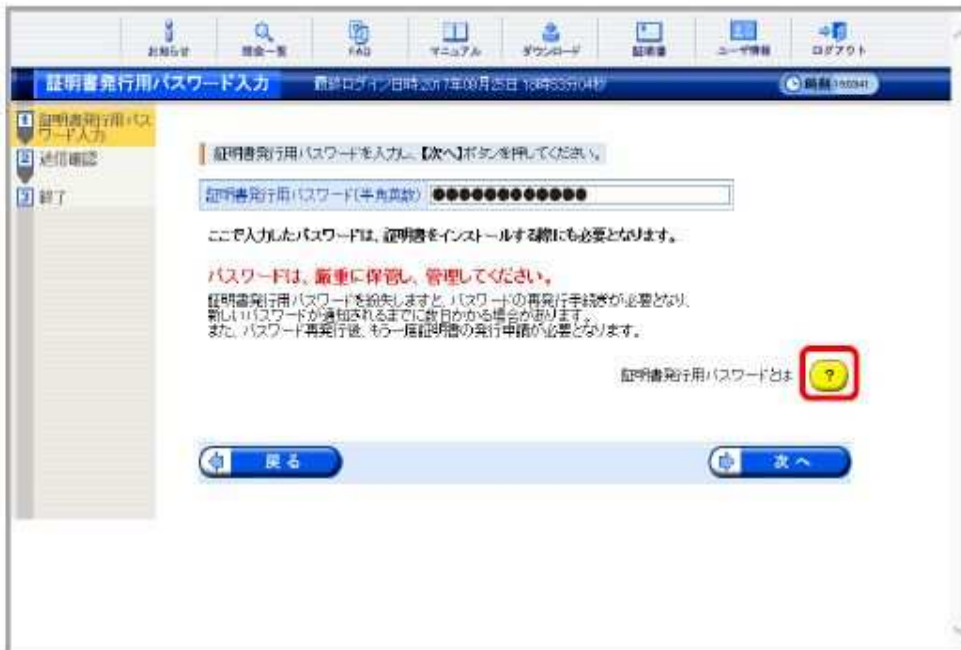 お知らせ
照会一覧
FAQ
マニュアル
ダウンロード
証明書
ユーザ情報
ログアウト
証明書発行用パスワード入力
最終ログイン日時 2017年09月25日 18時53分04秒
時刻
1 証明書発行用パス
ワード入力
2 送信確認
3 終了
証明書発行用パスワードを入力し、【次へ】ボタンを押してください。
証明書発行用パスワード(半角英数) ●●●●●●●●●●●●
ここで入力したパスワードは、証明書をインストールする際にも必要となります。
パスワードは、厳重に保管し、管理してください。
証明書発行用パスワードを紛失しますと、パスワードの再発行手続きが必要となり、
新しいパスワードが通知されるまでに数日かかる場合があります。
また、パスワード再発行後、もう一度証明書の発行申請が必要となります。
証明書発行用パスワードとは ?
戻る
次へ